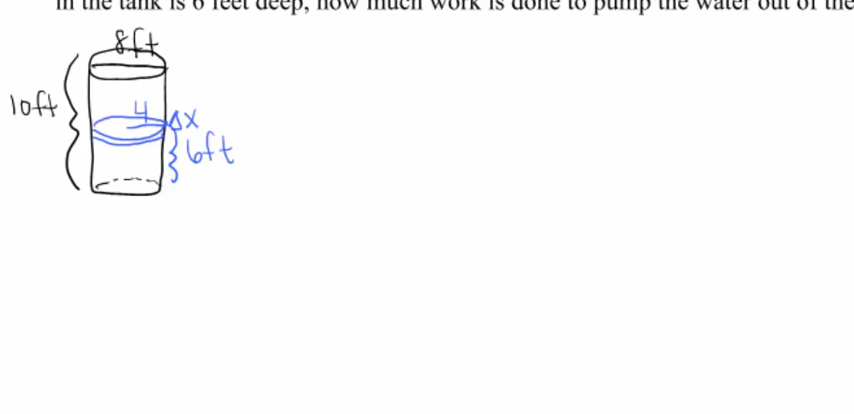 in the tank is 6 feet deep, how much work is done to pump the water out of the
8ft
10ft
4
Δx
6ft